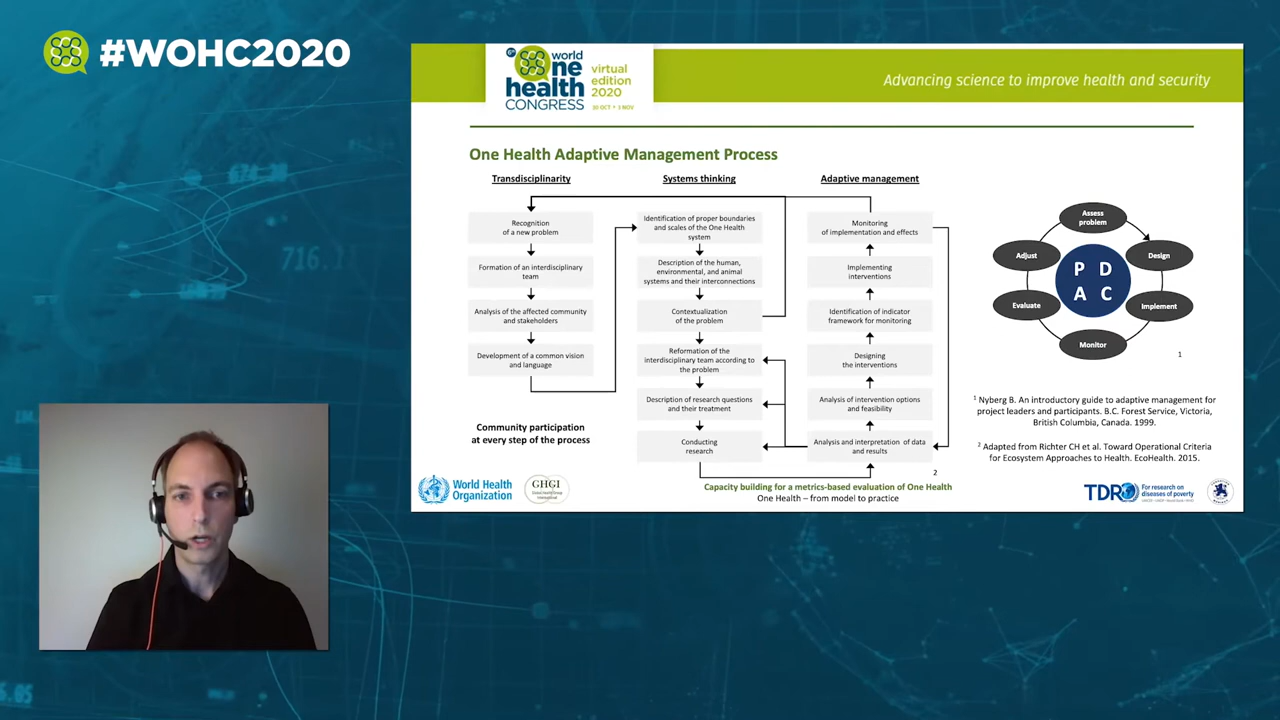 #WOHC2020
6th
world
one
health
CONGRESS
virtual
edition
2020
30 OCT • 3 NOV
Advancing science to improve health and security
One Health Adaptive Management Process
Transdisciplinarity
Recognition
of a new problem
Formation of an interdisciplinary
team
Analysis of the affected community
and stakeholders
Development of a common vision
and language
Community participation
at every step of the process
Systems thinking
Identification of proper boundaries
and scales of the One Health
system
Description of the human,
environmental, and animal
systems and their interconnections
Contextualization
of the problem
Reformation of the
interdisciplinary team according to
the problem
Description of research questions
and their treatment
Conducting
research
Adaptive management
Monitoring
of implementation and effects
Implementing
interventions
Identification of indicator
framework for monitoring
Designing
the interventions
Analysis of intervention options
and feasibility
Analysis and interpretation of data
and results
2
Assess
problem
Design
Implement
Monitor
Evaluate
Adjust
P D
A C
1
1 Nyberg B. An introductory guide to adaptive management for
project leaders and participants. B.C. Forest Service, Victoria,
British Columbia, Canada. 1999.
2 Adapted from Richter CH et al. Toward Operational Criteria
for Ecosystem Approaches to Health. EcoHealth. 2015.
World Health
Organization
GHGI
Capacity building for a metrics-based evaluation of One Health
One Health – from model to practice
TDR
For research on
diseases of poverty
716.1